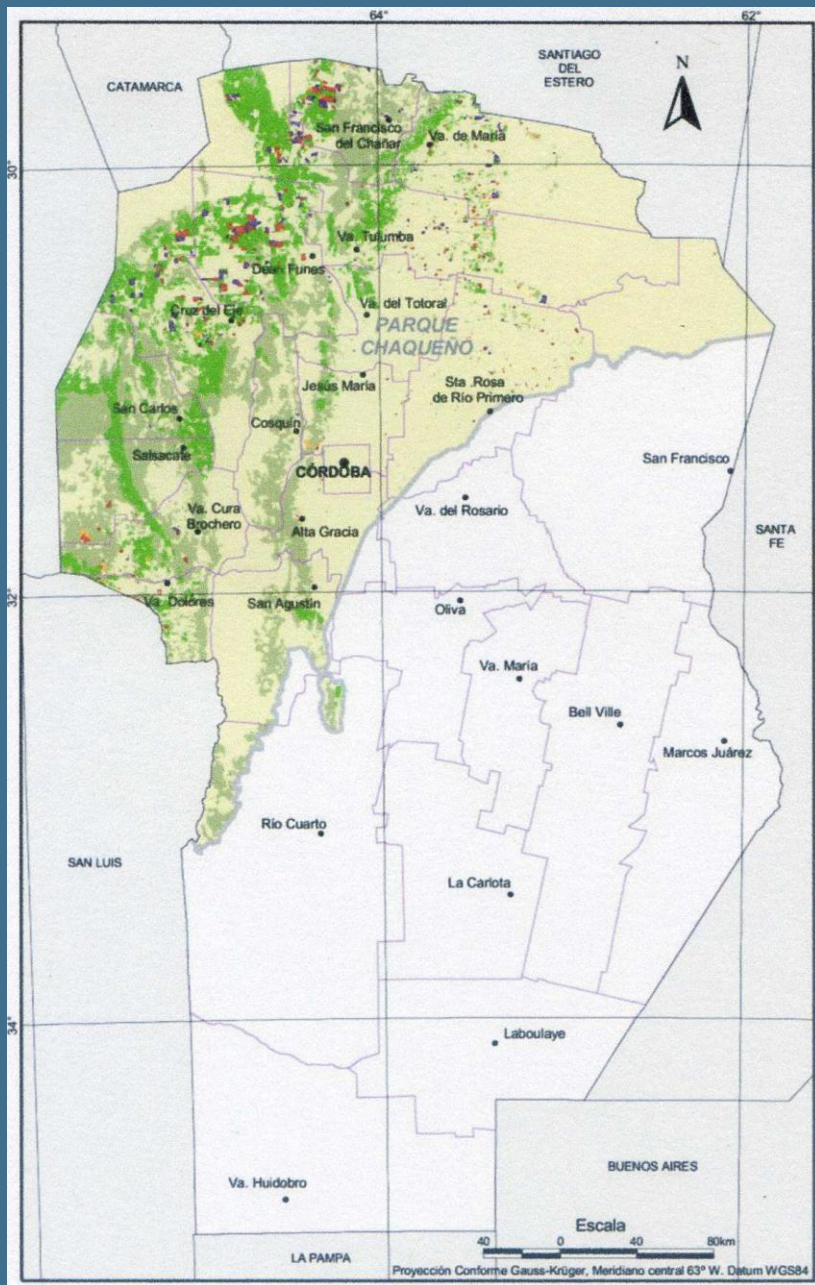 64°
62°
CATAMARCA
SANTIAGO
DEL
ESTERO
N
San Francisco
del Chañar
Va. de María
30°
Va. Tulumba
Deán Funes
Cruz del Eje
Va. del Totoral
PARQUE
CHAQUEÑO
Jesús María
Sta .Rosa
de Río Primero
San Carlos
Cosquín
Salsacate
CÓRDOBA
San Francisco
Va. Cura
Brochero
Alta Gracia
Va. del Rosario
SANTA
FE
32°
Va. Dolores
San Agustín
Oliva
Va. María
Bell Ville
Marcos Juárez
Río Cuarto
SAN LUIS
La Carlota
34°
Laboulaye
BUENOS AIRES
Va. Huidobro
Escala
40 0 40 80km
LA PAMPA
Proyección Conforme Gauss-Krüger, Meridiano central 63° W. Datum WGS84